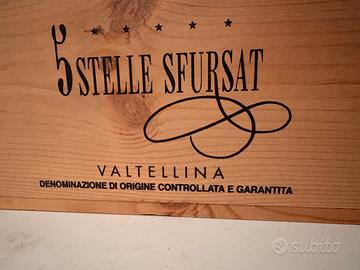 5 STELLE SFURSAT
VALTELLINA
DENOMINAZIONE DI ORIGINE CONTROLLATA E GARANTITA
subito